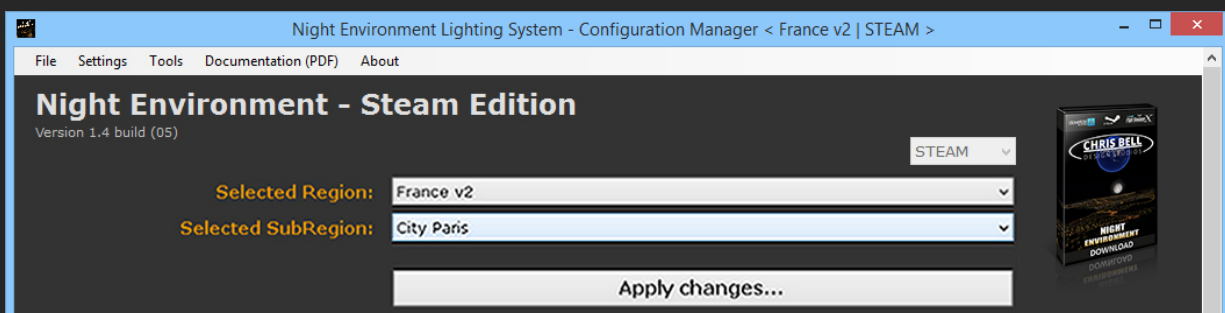 Night Environment Lighting System - Configuration Manager < France v2 | STEAM >
File Settings Tools Documentation (PDF) About
Night Environment - Steam Edition
Version 1.4 build (05)
STEAM
Selected Region: France v2
Selected SubRegion: City Paris
Apply changes...
CHRIS BELL
NIGHT
ENVIRONMENT
DOWNLOAD